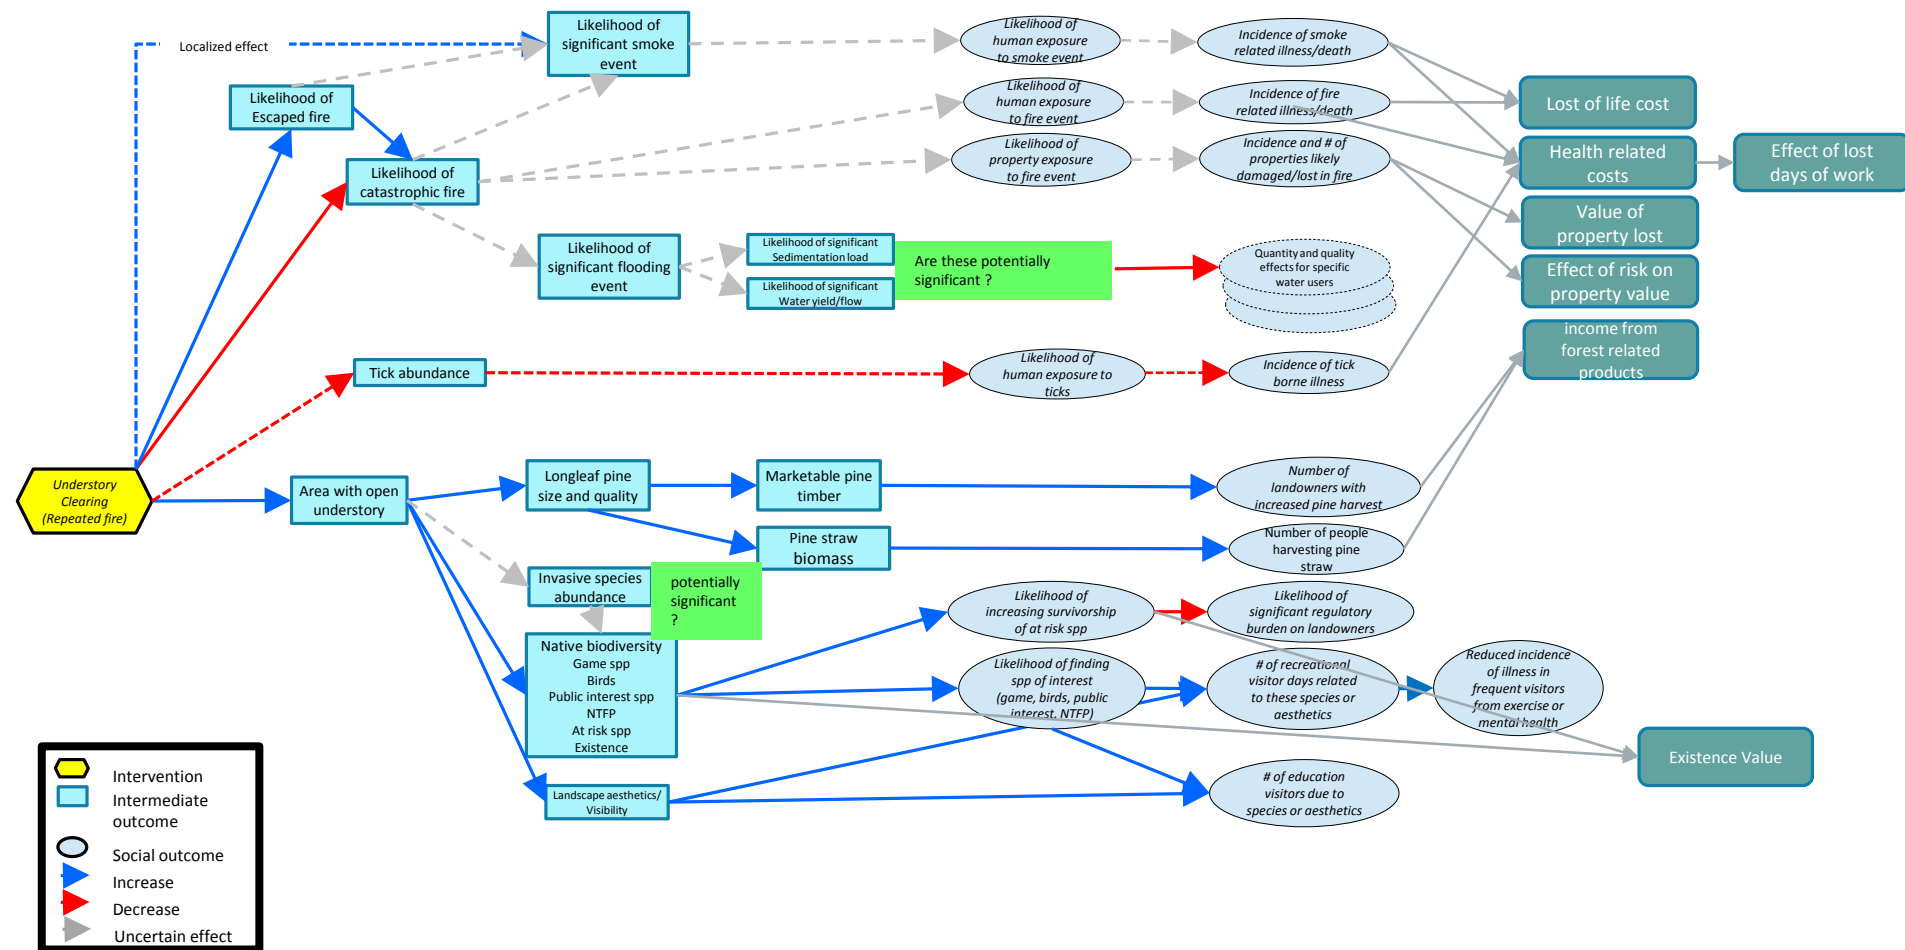 Localized effect
Likelihood of
significant smoke
event
Likelihood of
human exposure
to smoke event
Incidence of smoke
related illness/death
Likelihood of
Escaped fire
Likelihood of
human exposure
to fire event
Incidence of fire
related illness/death
Lost of life cost
Likelihood of
catastrophic fire
Likelihood of
property exposure
to fire event
Incidence and # of
properties likely
damaged/lost in fire
Health related
costs
Effect of lost
days of work
Value of
property lost
Likelihood of
significant flooding
event
Likelihood of significant
Sedimentation load
Likelihood of significant
Water yield/flow
Are these potentially
significant ?
Quantity and quality
effects for specific
water users
Effect of risk on
property value
income from
forest related
products
Tick abundance
Likelihood of
human exposure to
ticks
Incidence of tick
borne illness
Understory
Clearing
(Repeated fire)
Area with open
understory
Longleaf pine
size and quality
Marketable pine
timber
Number of
landowners with
increased pine harvest
Pine straw
biomass
Number of people
harvesting pine
straw
Invasive species
abundance
potentially
significant
?
Likelihood of
increasing survivorship
of at risk spp
Likelihood of
significant regulatory
burden on landowners
Native biodiversity
Game spp
Birds
Public interest spp
NTFP
At risk spp
Existence
Likelihood of finding
spp of interest
(game, birds, public
interest, NTFP)
# of recreational
visitor days related
to these species or
aesthetics
Reduced incidence
of illness in
frequent visitors
from exercise or
mental health
Existence Value
Landscape aesthetics/
Visibility
# of education
visitors due to
species or aesthetics
Intervention
Intermediate
outcome
Social outcome
Increase
Decrease
Uncertain effect